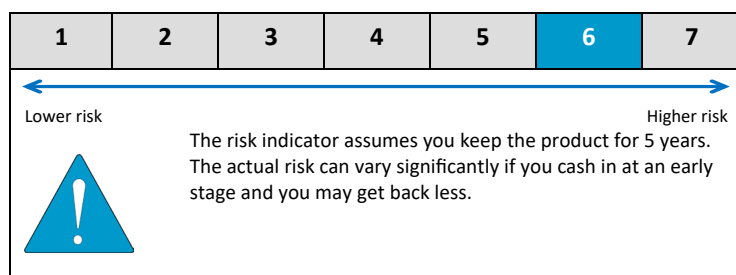 1 2 3 4 5 6 7
Lower risk Higher risk
The risk indicator assumes you keep the product for 5 years.
The actual risk can vary significantly if you cash in at an early
stage and you may get back less.
!